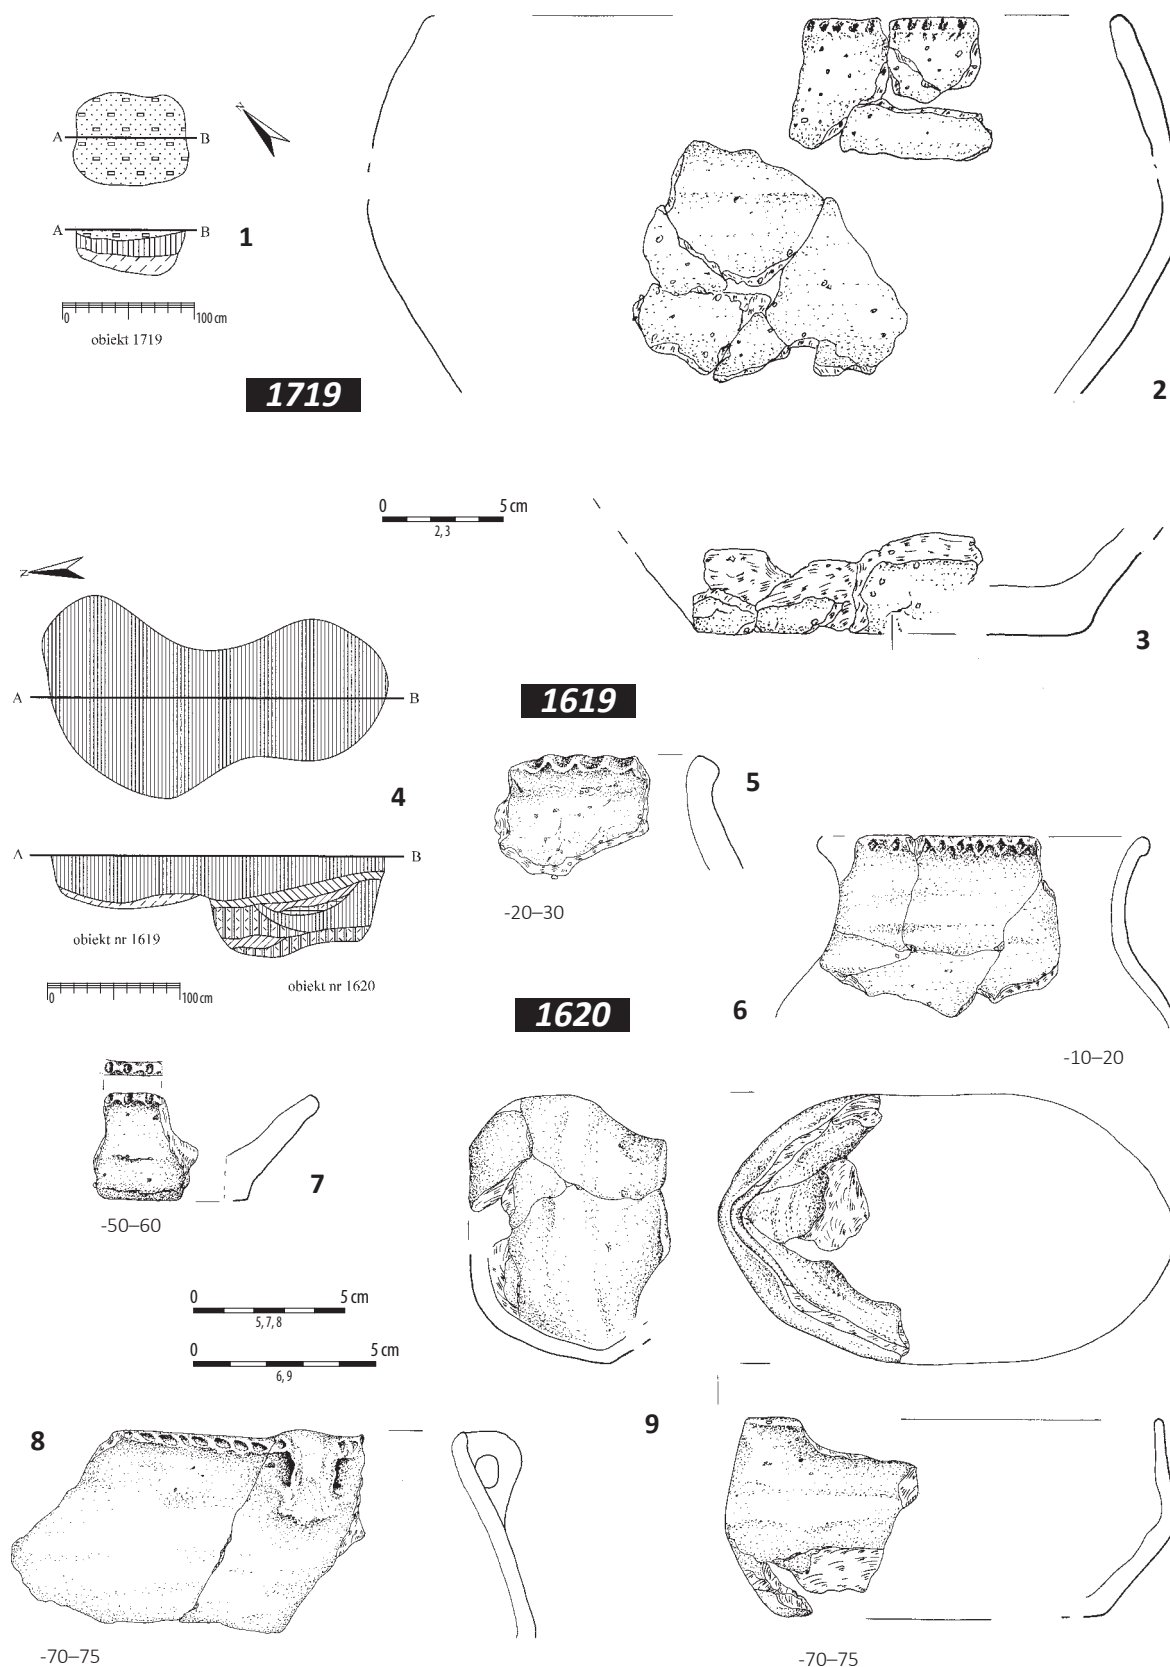 N
A B
A B
1
0 100 cm
obiekt 1719
1719
2
0 5 cm
2, 3
3
N
1619
A B
4
5
-20–30
A B
obiekt nr 1619
obiekt nr 1620
0 100 cm
1620
6
-10–20
7
-50–60
0 5 cm
5, 7, 8
0 5 cm
6, 9
8
9
-70–75
-70–75